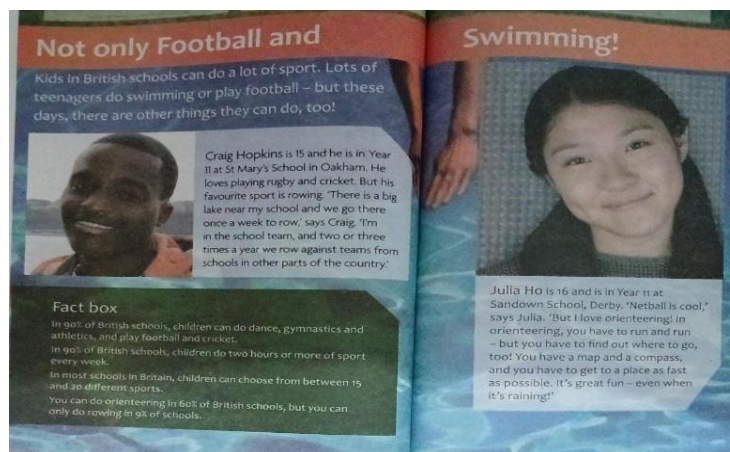 Not only Football and Swimming!
Kids in British schools can do a lot of sport. Lots of
teenagers do swimming or play football – but these
days, there are other things they can do, too!
Craig Hopkins is 15 and he is in Year
11 at St Mary's School in Oakham. He
loves playing rugby and cricket. But his
favourite sport is rowing. 'There is a big
lake near my school and we go there
once a week to row,' says Craig. 'I'm
in the school team, and two or three
times a year we row against teams from
schools in other parts of the country.'
Fact box
In 90% of British schools, children can do dance, gymnastics and
athletics, and play football and cricket.
In 90% of British schools, children do two hours or more of sport
every week.
In most schools in Britain, children can choose from between 15
and 20 different sports.
You can do orienteering in 60% of British schools, but you can
only do rowing in 9% of schools.
Julia Ho is 16 and is in Year 11 at
Sandown School, Derby. 'Netball is cool,'
says Julia. 'But I love orienteering! In
orienteering, you have to run and run
– but you have to find out where to go,
too! You have a map and a compass,
and you have to get to a place as fast
as possible. It's great fun – even when
it's raining!'